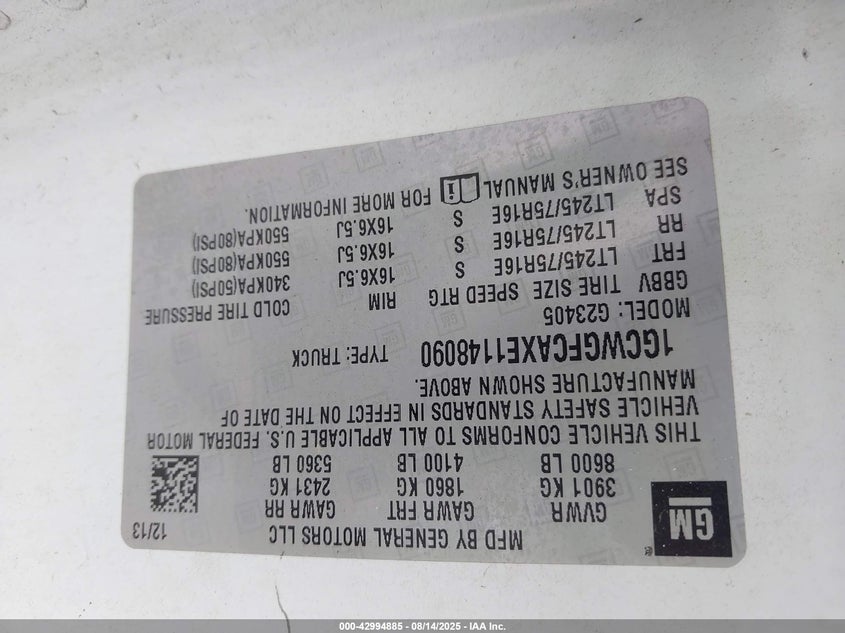 MFD BY GENERAL MOTORS LLC 12/13
GM
GVWR GAWR FRT GAWR RR
3901 KG 1860 KG 2431 KG
8600 LB 4100 LB 5360 LB
THIS VEHICLE CONFORMS TO ALL APPLICABLE U.S. FEDERAL MOTOR
VEHICLE SAFETY STANDARDS IN EFFECT ON THE DATE OF
MANUFACTURE SHOWN ABOVE.
1GCWGFCAXE1148090 TYPE: TRUCK
MODEL: G23405
GBBV TIRE SIZE SPEED RTG RIM COLD TIRE PRESSURE
FRT LT245/75R16E S 16X6.5J 340KPA(50PSI)
RR LT245/75R16E S 16X6.5J 550KPA(80PSI)
SPA LT245/75R16E S 16X6.5J 550KPA(80PSI)
SEE OWNER'S MANUAL i FOR MORE INFORMATION.
000-42994885 - 08/14/2025 - IAA Inc.